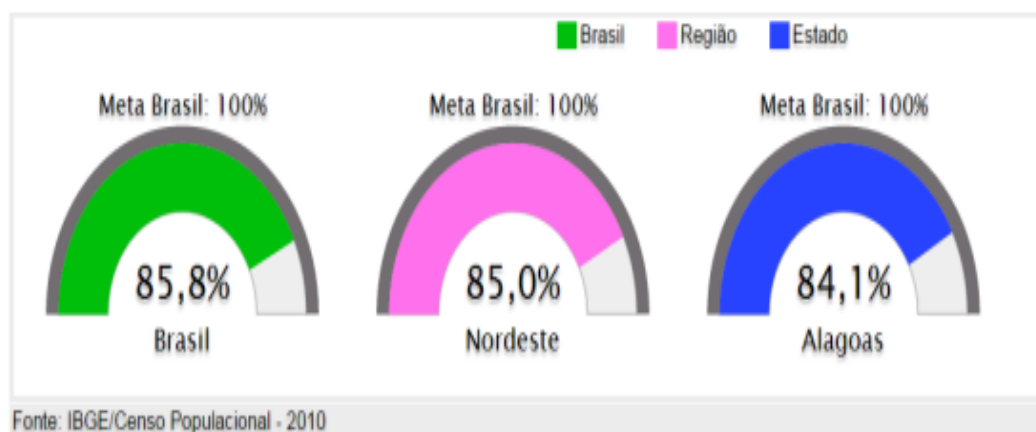 Brasil Região Estado
Meta Brasil: 100% Meta Brasil: 100% Meta Brasil: 100%
85,8% 85,0% 84,1%
Brasil Nordeste Alagoas
Fonte: IBGE/Censo Populacional - 2010